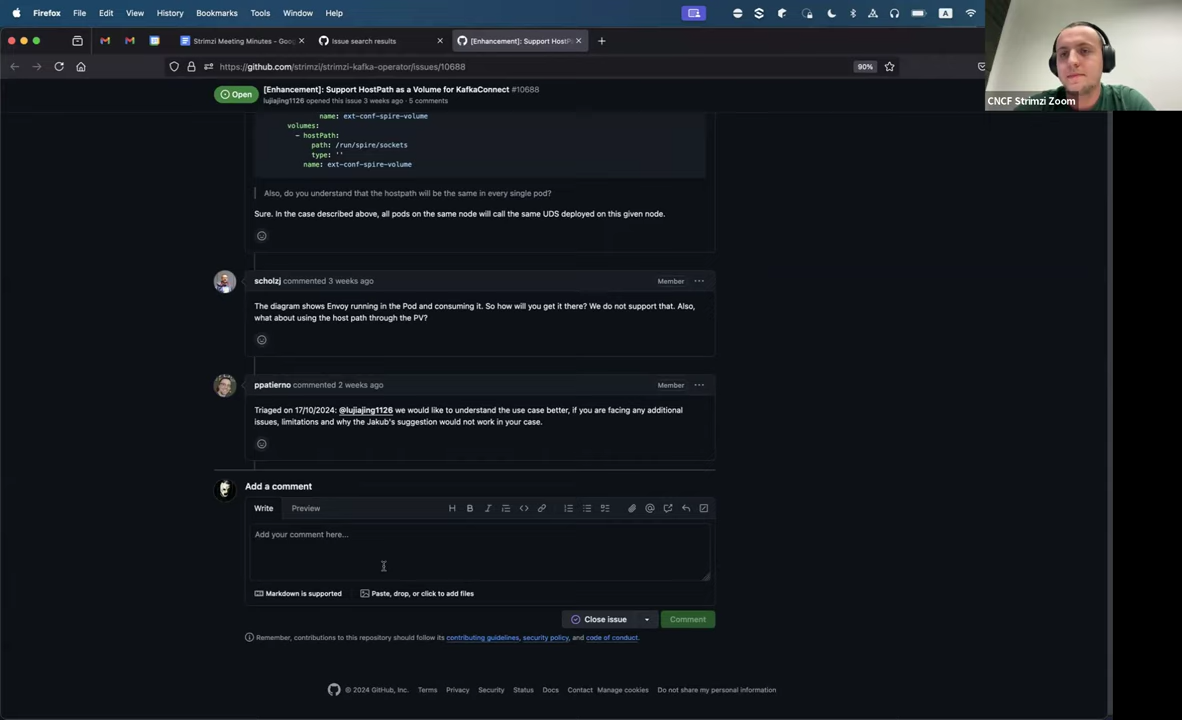 Firefox File Edit View History Bookmarks Tools Window Help
A
Strimzi Meeting Minutes - Goog
Issue search results
[Enhancement]: Support HostPa
https://github.com/strimzi/strimzi-kafka-operator/issues/10688
90%
CNCF Strimzi Zoom
Open
[Enhancement]: Support HostPath as a Volume for KafkaConnect #10688
lujiajing1126 opened this issue 3 weeks ago · 5 comments
name: ext-conf-spire-volume
volumes:
- hostPath:
path: /run/spire/sockets
type: ''
name: ext-conf-spire-volume
Also, do you understand that the hostpath will be the same in every single pod?
Sure. In the case described above, all pods on the same node will call the same UDS deployed on this given node.
scholzj commented 3 weeks ago
Member
The diagram shows Envoy running in the Pod and consuming it. So how will you get it there? We do not support that. Also,
what about using the host path through the PV?
ppatierno commented 2 weeks ago
Member
Triaged on 17/10/2024: @lujiajing1126 we would like to understand the use case better, if you are facing any additional
issues, limitations and why the Jakub's suggestion would not work in your case.
Add a comment
Write Preview
H B I
Add your comment here...
Markdown is supported
Paste, drop, or click to add files
Close issue
Comment
Remember, contributions to this repository should follow its contributing guidelines, security policy, and code of conduct.
© 2024 GitHub, Inc. Terms Privacy Security Status Docs Contact Manage cookies Do not share my personal information